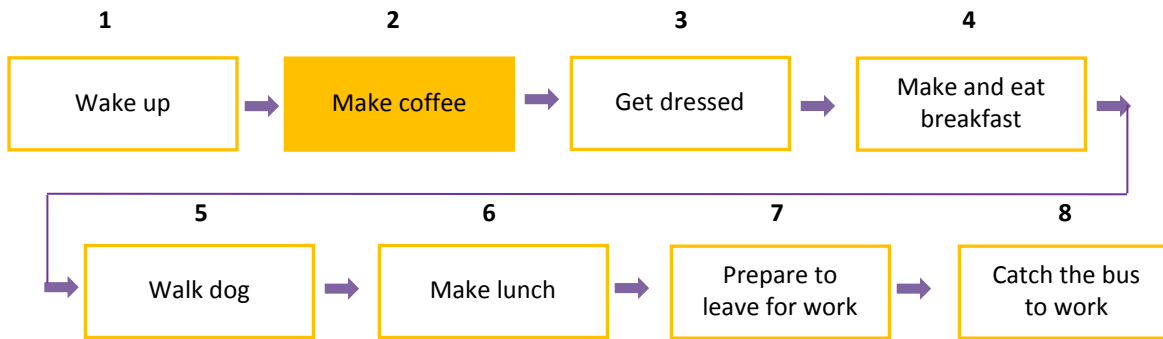 1 2 3 4
Wake up
Make coffee
Get dressed
Make and eat
breakfast
5 6 7 8
Walk dog
Make lunch
Prepare to
leave for work
Catch the bus
to work